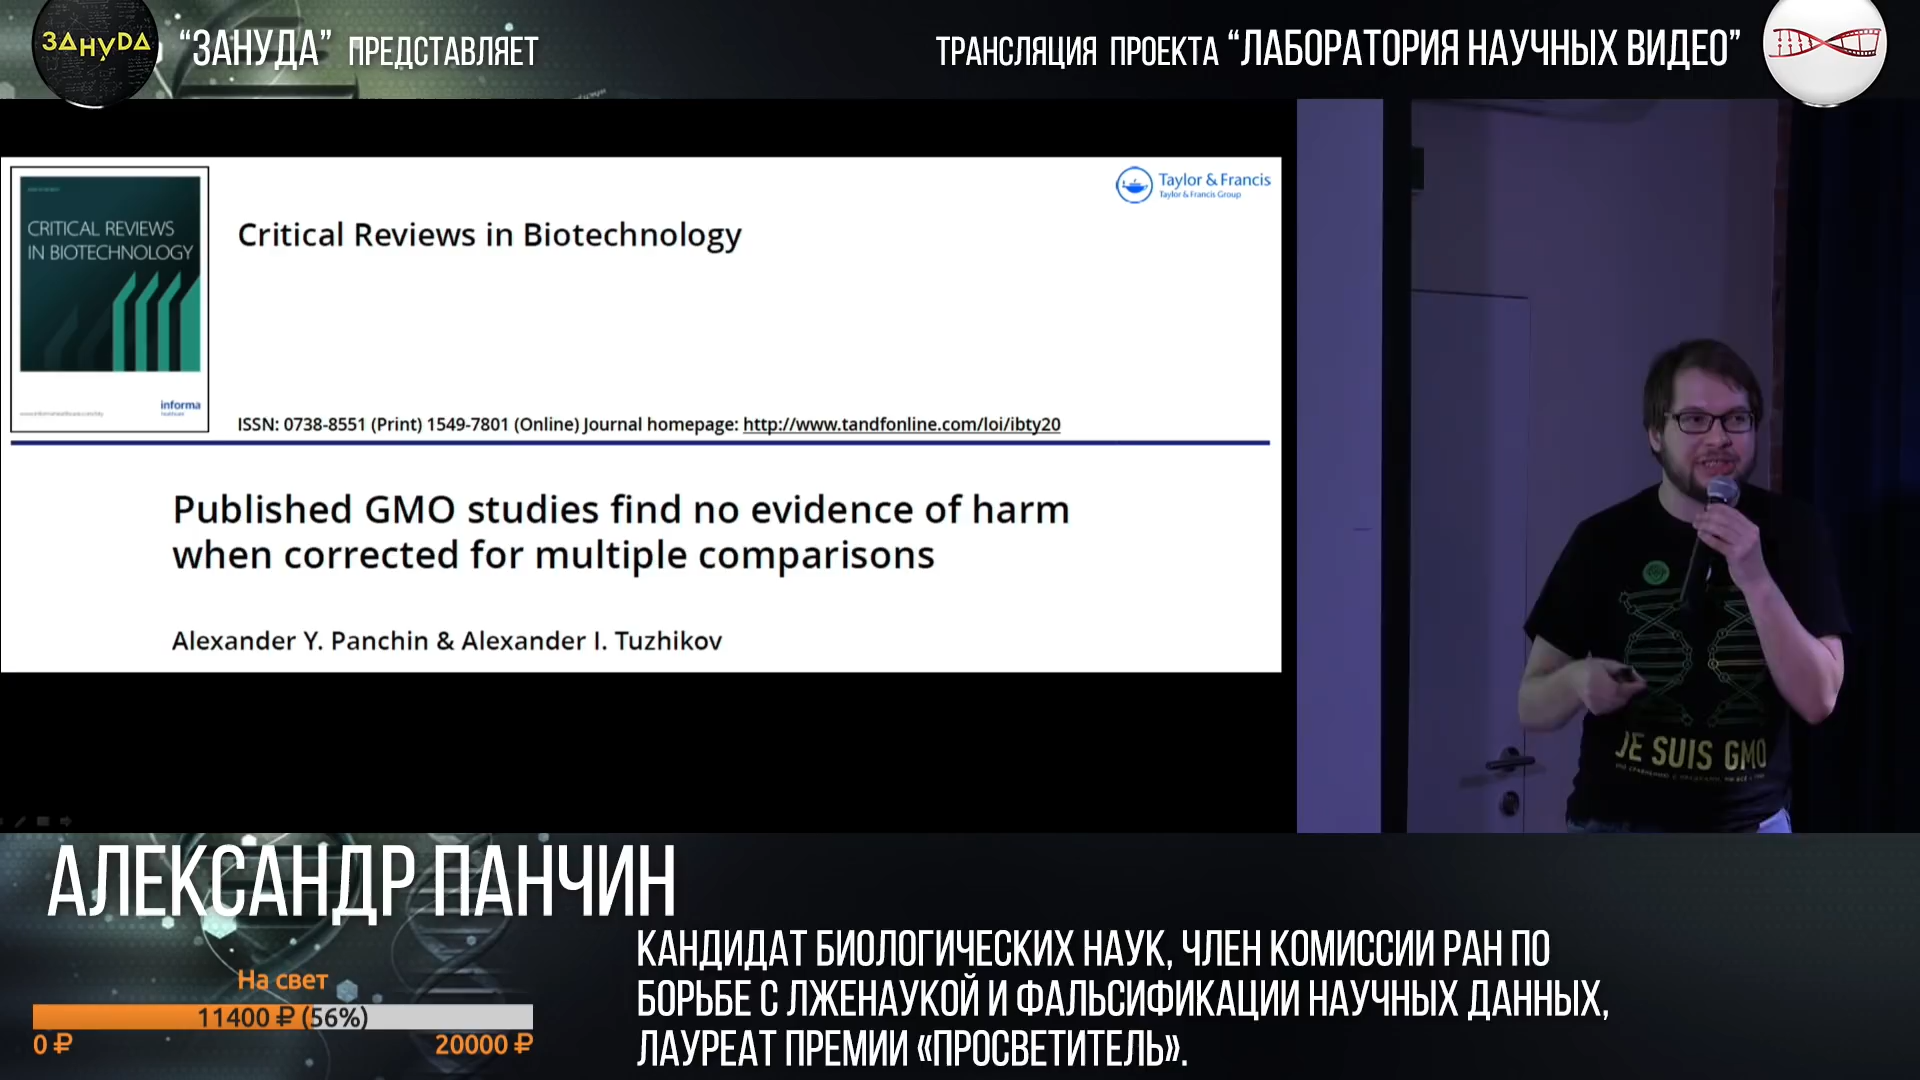 ЗАНУДА
“ЗАНУДА” ПРЕДСТАВЛЯЕТ
ТРАНСЛЯЦИЯ ПРОЕКТА “ЛАБОРАТОРИЯ НАУЧНЫХ ВИДЕО”
CRITICAL REVIEWS
IN BIOTECHNOLOGY
informa
healthcare
Taylor & Francis
Taylor & Francis Group
Critical Reviews in Biotechnology
ISSN: 0738-8551 (Print) 1549-7801 (Online) Journal homepage: http://www.tandfonline.com/loi/ibty20
Published GMO studies find no evidence of harm
when corrected for multiple comparisons
Alexander Y. Panchin & Alexander I. Tuzhikov
JE SUIS GMO
АЛЕКСАНДР ПАНЧИН
КАНДИДАТ БИОЛОГИЧЕСКИХ НАУК, ЧЛЕН КОМИССИИ РАН ПО
БОРЬБЕ С ЛЖЕНАУКОЙ И ФАЛЬСИФИКАЦИИ НАУЧНЫХ ДАННЫХ,
ЛАУРЕАТ ПРЕМИИ «ПРОСВЕТИТЕЛЬ».
На свет
11400 ₽ (56%)
0 ₽
20000 ₽